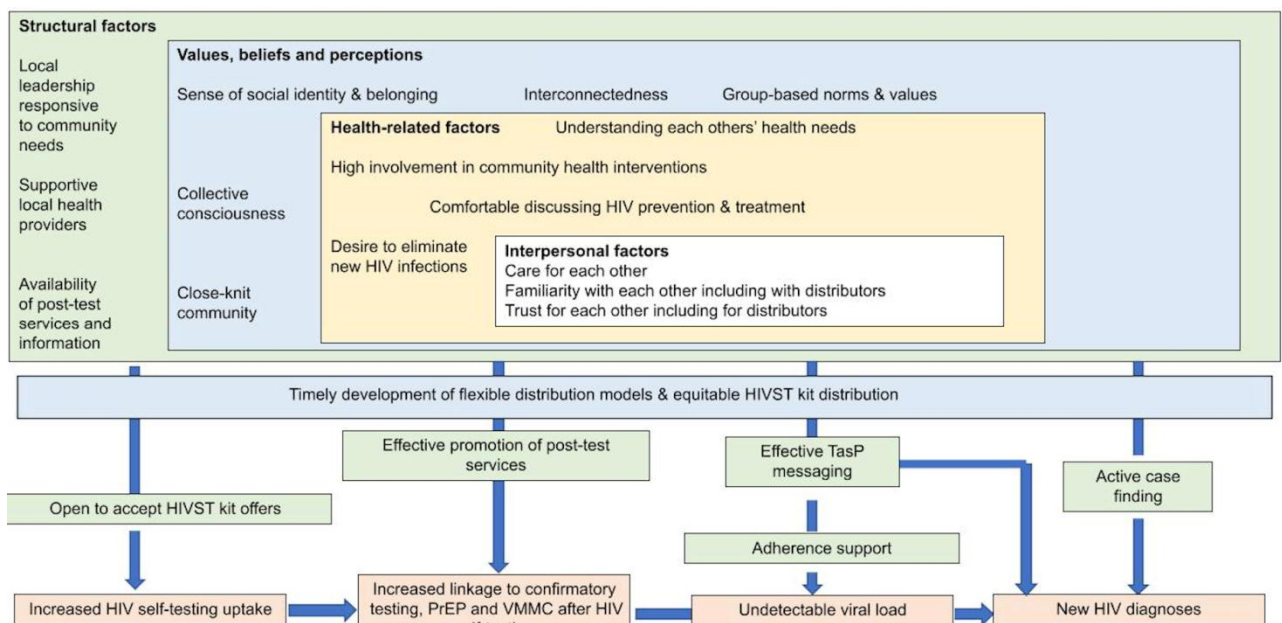 Structural factors
Local
leadership
responsive
to community
needs
Supportive
local health
providers
Availability
of post-test
services and
information
Values, beliefs and perceptions
Sense of social identity & belonging
Interconnectedness
Group-based norms & values
Collective
consciousness
Close-knit
community
Health-related factors
Understanding each others' health needs
High involvement in community health interventions
Comfortable discussing HIV prevention & treatment
Desire to eliminate
new HIV infections
Interpersonal factors
Care for each other
Familiarity with each other including with distributors
Trust for each other including for distributors
Timely development of flexible distribution models & equitable HIVST kit distribution
Effective promotion of post-test
services
Effective TasP
messaging
Active case
finding
Open to accept HIVST kit offers
Adherence support
Increased HIV self-testing uptake
Increased linkage to confirmatory
testing, PrEP and VMMC after HIV
Undetectable viral load
New HIV diagnoses